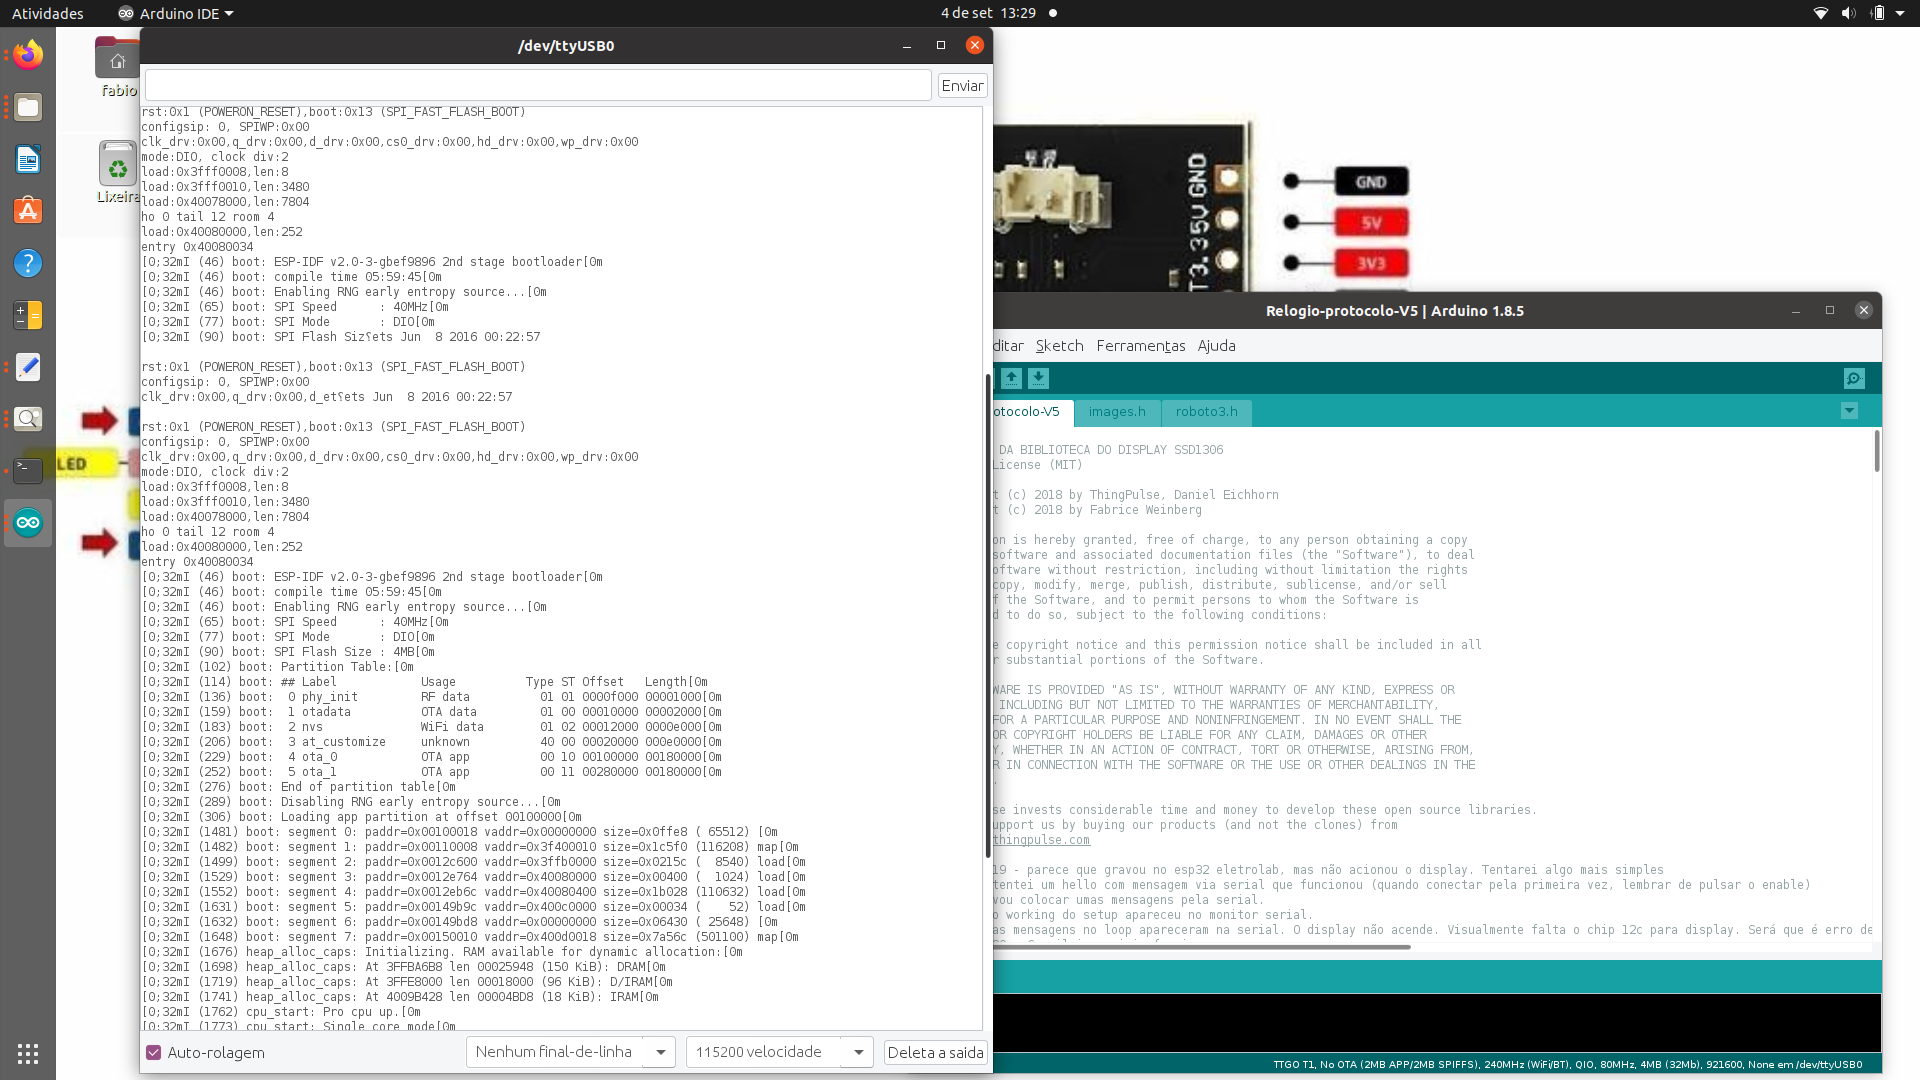 Atividades
Arduino IDE
4 de set 13:29
fabio
Lixeira
LED
/dev/ttyUSB0
Enviar
rst:0x1 (POWERON_RESET),boot:0x13 (SPI_FAST_FLASH_BOOT)
configsip: 0, SPIWP:0x00
clk_drv:0x00,q_drv:0x00,d_drv:0x00,cs0_drv:0x00,hd_drv:0x00,wp_drv:0x00
mode:DIO, clock div:2
load:0x3fff0008,len:8
load:0x3fff0010,len:3480
load:0x40078000,len:7804
ho 0 tail 12 room 4
load:0x40080000,len:252
entry 0x40080034
[0;32mI (46) boot: ESP-IDF v2.0-3-gbef9896 2nd stage bootloader[0m
[0;32mI (46) boot: compile time 05:59:45[0m
[0;32mI (46) boot: Enabling RNG early entropy source...[0m
[0;32mI (65) boot: SPI Speed      : 40MHz[0m
[0;32mI (77) boot: SPI Mode       : DIO[0m
[0;32mI (90) boot: SPI Flash Siz⸮ets Jun  8 2016 00:22:57
rst:0x1 (POWERON_RESET),boot:0x13 (SPI_FAST_FLASH_BOOT)
configsip: 0, SPIWP:0x00
clk_drv:0x00,q_drv:0x00,d_et⸮ets Jun  8 2016 00:22:57
rst:0x1 (POWERON_RESET),boot:0x13 (SPI_FAST_FLASH_BOOT)
configsip: 0, SPIWP:0x00
clk_drv:0x00,q_drv:0x00,d_drv:0x00,cs0_drv:0x00,hd_drv:0x00,wp_drv:0x00
mode:DIO, clock div:2
load:0x3fff0008,len:8
load:0x3fff0010,len:3480
load:0x40078000,len:7804
ho 0 tail 12 room 4
load:0x40080000,len:252
entry 0x40080034
[0;32mI (46) boot: ESP-IDF v2.0-3-gbef9896 2nd stage bootloader[0m
[0;32mI (46) boot: compile time 05:59:45[0m
[0;32mI (46) boot: Enabling RNG early entropy source...[0m
[0;32mI (65) boot: SPI Speed      : 40MHz[0m
[0;32mI (77) boot: SPI Mode       : DIO[0m
[0;32mI (90) boot: SPI Flash Size : 4MB[0m
[0;32mI (102) boot: Partition Table:[0m
[0;32mI (114) boot: ## Label            Usage          Type ST Offset   Length[0m
[0;32mI (136) boot:  0 phy_init         RF data          01 01 0000f000 00001000[0m
[0;32mI (159) boot:  1 otadata          OTA data         01 00 00010000 00002000[0m
[0;32mI (183) boot:  2 nvs              WiFi data        01 02 00012000 0000e000[0m
[0;32mI (206) boot:  3 at_customize     unknown          40 00 00020000 000e0000[0m
[0;32mI (229) boot:  4 ota_0            OTA app          00 10 00100000 00180000[0m
[0;32mI (252) boot:  5 ota_1            OTA app          00 11 00280000 00180000[0m
[0;32mI (276) boot: End of partition table[0m
[0;32mI (289) boot: Disabling RNG early entropy source...[0m
[0;32mI (306) boot: Loading app partition at offset 00100000[0m
[0;32mI (1481) boot: segment 0: paddr=0x00100018 vaddr=0x00000000 size=0x0ffe8 ( 65512) [0m
[0;32mI (1482) boot: segment 1: paddr=0x00110008 vaddr=0x3f400010 size=0x1c5f0 (116208) map[0m
[0;32mI (1499) boot: segment 2: paddr=0x0012c600 vaddr=0x3ffb0000 size=0x0215c (  8540) load[0m
[0;32mI (1529) boot: segment 3: paddr=0x0012e764 vaddr=0x40080000 size=0x00400 (  1024) load[0m
[0;32mI (1552) boot: segment 4: paddr=0x0012eb6c vaddr=0x40080400 size=0x1b028 (110632) load[0m
[0;32mI (1631) boot: segment 5: paddr=0x00149b9c vaddr=0x400c0000 size=0x00034 (    52) load[0m
[0;32mI (1632) boot: segment 6: paddr=0x00149bd8 vaddr=0x00000000 size=0x06430 ( 25648) [0m
[0;32mI (1648) boot: segment 7: paddr=0x00150010 vaddr=0x400d0018 size=0x7a56c (501100) map[0m
[0;32mI (1676) heap_alloc_caps: Initializing. RAM available for dynamic allocation:[0m
[0;32mI (1698) heap_alloc_caps: At 3FFBA6B8 len 00025948 (150 KiB): DRAM[0m
[0;32mI (1719) heap_alloc_caps: At 3FFE8000 len 00018000 (96 KiB): D/IRAM[0m
[0;32mI (1741) heap_alloc_caps: At 4009B428 len 00004BD8 (18 KiB): IRAM[0m
[0;32mI (1762) cpu_start: Pro cpu up.[0m
[0;32mI (1773) cpu_start: Single core mode[0m
Auto-rolagem
Nenhum final-de-linha
115200 velocidade
Deleta a saida
3.35V GND
GND
5V
3V3
Relogio-protocolo-V5 | Arduino 1.8.5
ditar Sketch Ferramentas Ajuda
otocolo-V5 images.h roboto3.h
DA BIBLIOTECA DO DISPLAY SSD1306
License (MIT)
t (c) 2018 by ThingPulse, Daniel Eichhorn
t (c) 2018 by Fabrice Weinberg
on is hereby granted, free of charge, to any person obtaining a copy
software and associated documentation files (the "Software"), to deal
oftware without restriction, including without limitation the rights
copy, modify, merge, publish, distribute, sublicense, and/or sell
f the Software, and to permit persons to whom the Software is
d to do so, subject to the following conditions:
e copyright notice and this permission notice shall be included in all
r substantial portions of the Software.
WARE IS PROVIDED "AS IS", WITHOUT WARRANTY OF ANY KIND, EXPRESS OR
INCLUDING BUT NOT LIMITED TO THE WARRANTIES OF MERCHANTABILITY,
FOR A PARTICULAR PURPOSE AND NONINFRINGEMENT. IN NO EVENT SHALL THE
OR COPYRIGHT HOLDERS BE LIABLE FOR ANY CLAIM, DAMAGES OR OTHER
Y, WHETHER IN AN ACTION OF CONTRACT, TORT OR OTHERWISE, ARISING FROM,
R IN CONNECTION WITH THE SOFTWARE OR THE USE OR OTHER DEALINGS IN THE
.
se invests considerable time and money to develop these open source libraries.
upport us by buying our products (and not the clones) from
thingpulse.com
19 - parece que gravou no esp32 eletrolab, mas não acionou o display. Tentarei algo mais simples
tentei um hello com mensagem via serial que funcionou (quando conectar pela primeira vez, lembrar de pulsar o enable)
vou colocar umas mensagens pela serial.
o working do setup apareceu no monitor serial.
as mensagens no loop apareceram na serial. O display não acende. Visualmente falta o chip 12c para display. Será que é erro de
TTGO T1, No OTA (2MB APP/2MB SPIFFS), 240MHz (WiFi/BT), QIO, 80MHz, 4MB (32Mb), 921600, None em /dev/ttyUSB0